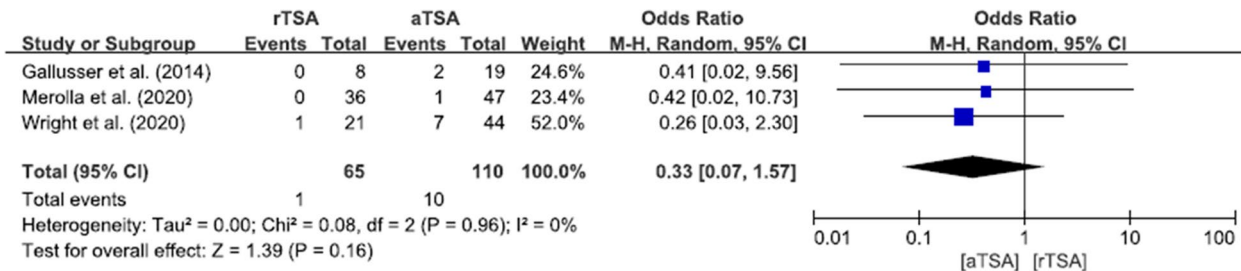 rTSA aTSA Odds Ratio Odds Ratio
Study or Subgroup Events Total Events Total Weight M-H, Random, 95% CI M-H, Random, 95% CI
Gallusser et al. (2014) 0 8 2 19 24.6% 0.41 [0.02, 9.56]
Merolla et al. (2020) 0 36 1 47 23.4% 0.42 [0.02, 10.73]
Wright et al. (2020) 1 21 7 44 52.0% 0.26 [0.03, 2.30]
Total (95% CI) 65 110 100.0% 0.33 [0.07, 1.57]
Total events 1 10
Heterogeneity: Tau² = 0.00; Chi² = 0.08, df = 2 (P = 0.96); I² = 0%
Test for overall effect: Z = 1.39 (P = 0.16)
0.01 0.1 1 10 100
[aTSA] [rTSA]